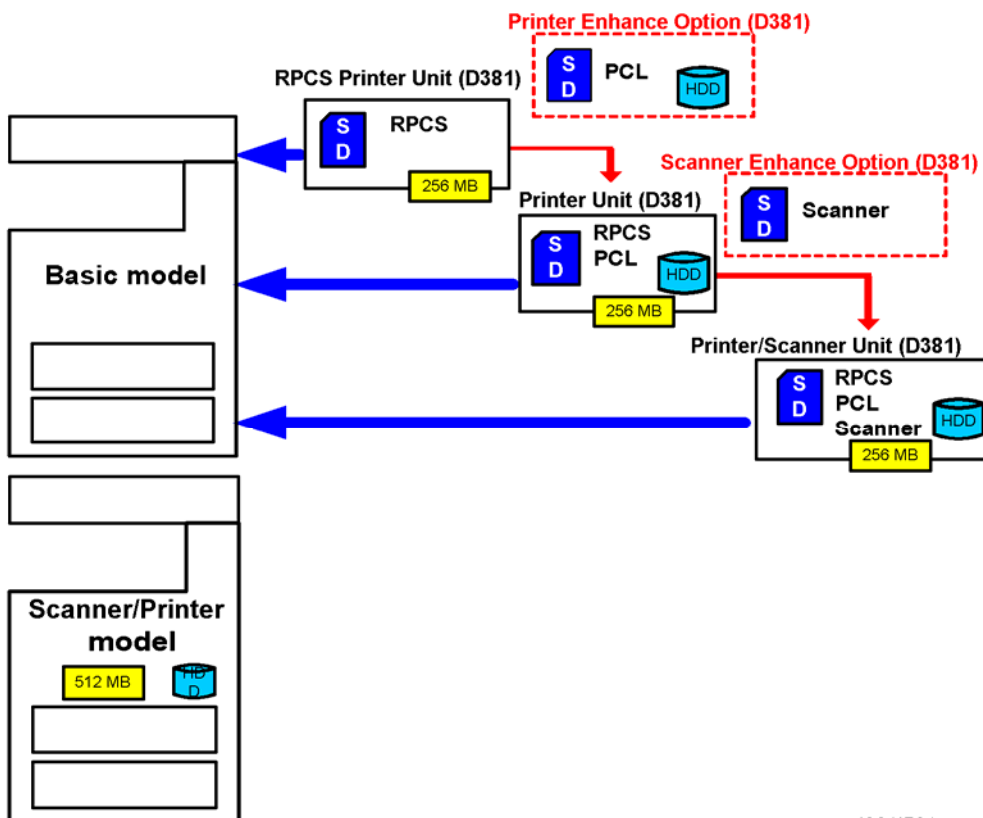 Printer Enhance Option (D381)
S
D
PCL
HDD
RPCS Printer Unit (D381)
S
D
RPCS
256 MB
Scanner Enhance Option (D381)
S
D
Scanner
Printer Unit (D381)
S
D
RPCS
PCL
HDD
256 MB
Basic model
Printer/Scanner Unit (D381)
S
D
RPCS
PCL
Scanner
HDD
256 MB
Scanner/Printer
model
512 MB
HD
D